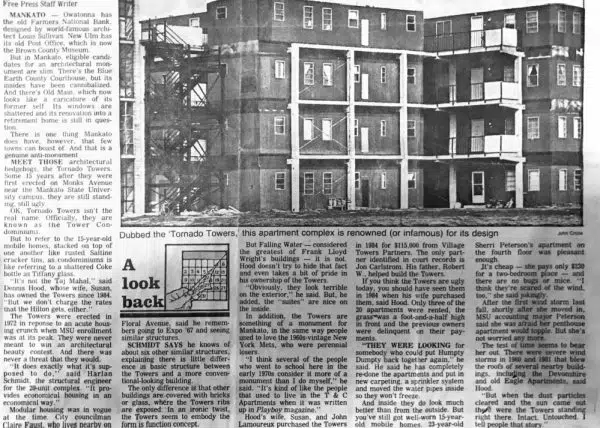 Free Press Staff Writer
MANKATO — Owatonna has
the old Farmers National Bank,
designed by world-famous archi-
tect Louis Sullivan. New Ulm has
its old Post Office, which is now
the Brown County Museum.
But in Mankato, eligible candi-
dates for an architectural monu-
ment are slim. There's the Blue
Earth County Courthouse, but its
insides have been cannibalized.
And there's Old Main, which now
looks like a caricature of its
former self. Its windows are
shattered and its renovation into a
retirement home is still in ques-
tion.
There is one thing Mankato
does have, however, that few
towns can boast of. And that is a
genuine anti-monument.
MEET THOSE architectural
hedgehogs, the Tornado Towers.
Some 15 years after they were
first erected on Monks Avenue
near the Mankato State Univer-
sity campus, they are still stand-
ing, still ugly.
OK, Tornado Towers isn't the
real name. Officially, they are
known as the Tower Con-
dominiums.
But to refer to the 15-year-old
mobile homes, stacked on top of
one another like rusted Saltine
cracker tins, as condominiums is
like referring to a shattered Coke
bottle as Tiffany glass.
"It's not the Taj Mahal," said
Dennis Hood, whose wife, Susan,
has owned the Towers since 1984.
"But we don't charge the rates
that the Hilton gets, either."
The Towers were erected in
1972 in response to an acute hous-
ing crunch when MSU enrollment
was at its peak. They were never
meant to win an architectural
beauty contest. And there was
never a threat that they would.
"It does exactly what it's sup-
posed to do," said Harlan
Schmidt, the structural engineer
for the 20-unit complex. "It pro-
vides economical housing in an
economical way."
Modular housing was in vogue
at the time. City councilman
Claire Faust, who lives nearby on
Dubbed the 'Tornado Towers,' this apartment complex is renowned (or infamous) for its design
John Cross
A
look
back
Floral Avenue, said he remem-
bers going to Expo '67 and seeing
similar structures.
SCHMIDT SAYS he knows of
about six other similar structures,
explaining there is little differ-
ence in basic structure between
the Towers and a more conven-
tional-looking building.
The only difference is that other
buildings are covered with bricks
or glass, where the Towers ribs
are exposed. In an ironic twist,
the Towers seem to embody the
form is function concept.
But Falling Water — considered
the greatest of Frank Lloyd
Wright's buildings — it is not.
Hood doesn't try to hide that fact
and even takes a bit of pride in
his ownership of the Towers.
"Obviously, they look terrible
on the exterior," he said. But, he
added, the "suites" are nice on
the inside.
In addition, the Towers are
something of a monument for
Mankato, in the same way people
used to love the 1960s-vintage New
York Mets, who were perennial
losers.
"I think several of the people
who went to school here in the
early 1970s consider it more of a
monument than I do myself," he
said. "It's kind of like the people
that used to live in the T & C
Apartments when it was written
up in Playboy magazine."
Hood's wife, Susan, and John
Lamoureux purchased the Towers
in 1984 for $115,000 from Village
Towers Partners. The only part-
ner identified in court records is
Jon Carlstrom. His father, Robert
W., helped build the Towers.
If you think the Towers are ugly
today, you should have seen them
in 1984 when his wife purchased
them, said Hood. Only three of the
20 apartments were rented, the
grass was a foot-and-a-half high
in front and the previous owners
were delinquent on their pay-
ments.
"THEY WERE LOOKING for
somebody who could put Humpty
Dumpty back together again," he
said. He said he has completely
re-done the apartments and put in
new carpeting, a sprinkler system
and moved the water pipes inside
so they won't freeze.
And inside they do look much
better than from the outside. But
you've still got well-worn 15-year-
old mobile homes. 23-year-old
Sherri Peterson's apartment on
the fourth floor was pleasant
enough.
It's cheap — she pays only $230
for a two-bedroom place — and
there are no bugs or mice. "I
think they're scared of the wind,
too," she said jokingly.
After the first wind storm last
fall, shortly after she moved in,
MSU accounting major Peterson
said she was afraid her penthouse
apartment would topple. But she's
not worried any more.
The test of time seems to bear
her out. There were severe wind
storms in 1980 and 1981 that blew
the roofs of several nearby build-
ings, including the Devonshire
and old Eagle Apartments, said
Hood.
"But when the dust particles
cleared and the sun came out
there were the Towers standing
right there. Intact. Untouched. I
tell people that story."